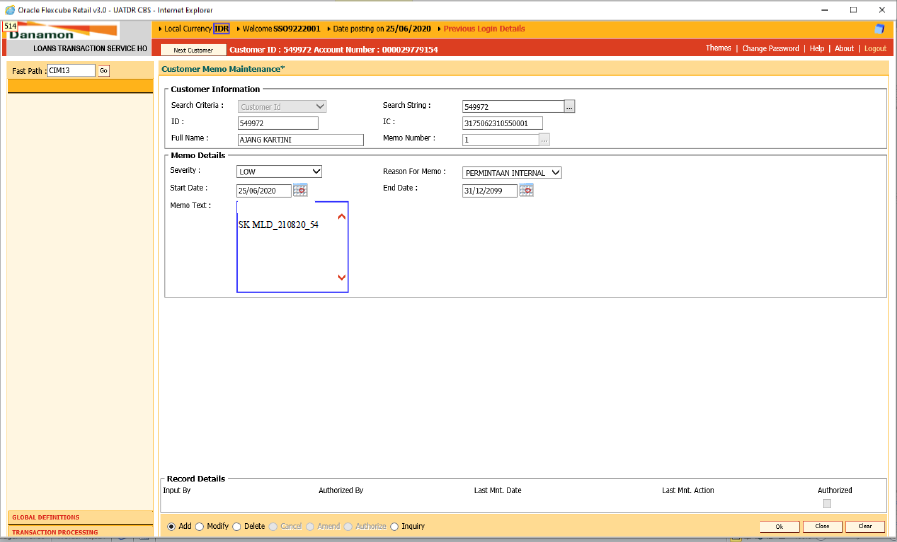 Oracle Flexcube Retail v3.0 - UATDR CBS - Internet Explorer
514
Danamon
Local Currency IDR Welcome SSO9222001 Date posting on 25/06/2020 Previous Login Details
LOANS TRANSACTION SERVICE HO
Next Customer Customer ID : 549972 Account Number : 000029779154
Themes | Change Password | Help | About | Logout
Fast Path : CIM13 Go
Customer Memo Maintenance*
Customer Information
Search Criteria : Customer Id Search String : 549972 ...
ID : 549972 IC : 3175062310550001
Full Name : AJANG KARTINI Memo Number : 1 ...
Memo Details
Severity : LOW Reason For Memo : PERMINTAAN INTERNAL
Start Date : 25/06/2020 End Date : 31/12/2099
Memo Text :
SK MLD_210820_54
Record Details
Input By Authorized By Last Mnt. Date Last Mnt. Action Authorized
GLOBAL DEFINITIONS
TRANSACTION PROCESSING
Add Modify Delete Cancel Amend Authorize Inquiry
Ok Close Clear